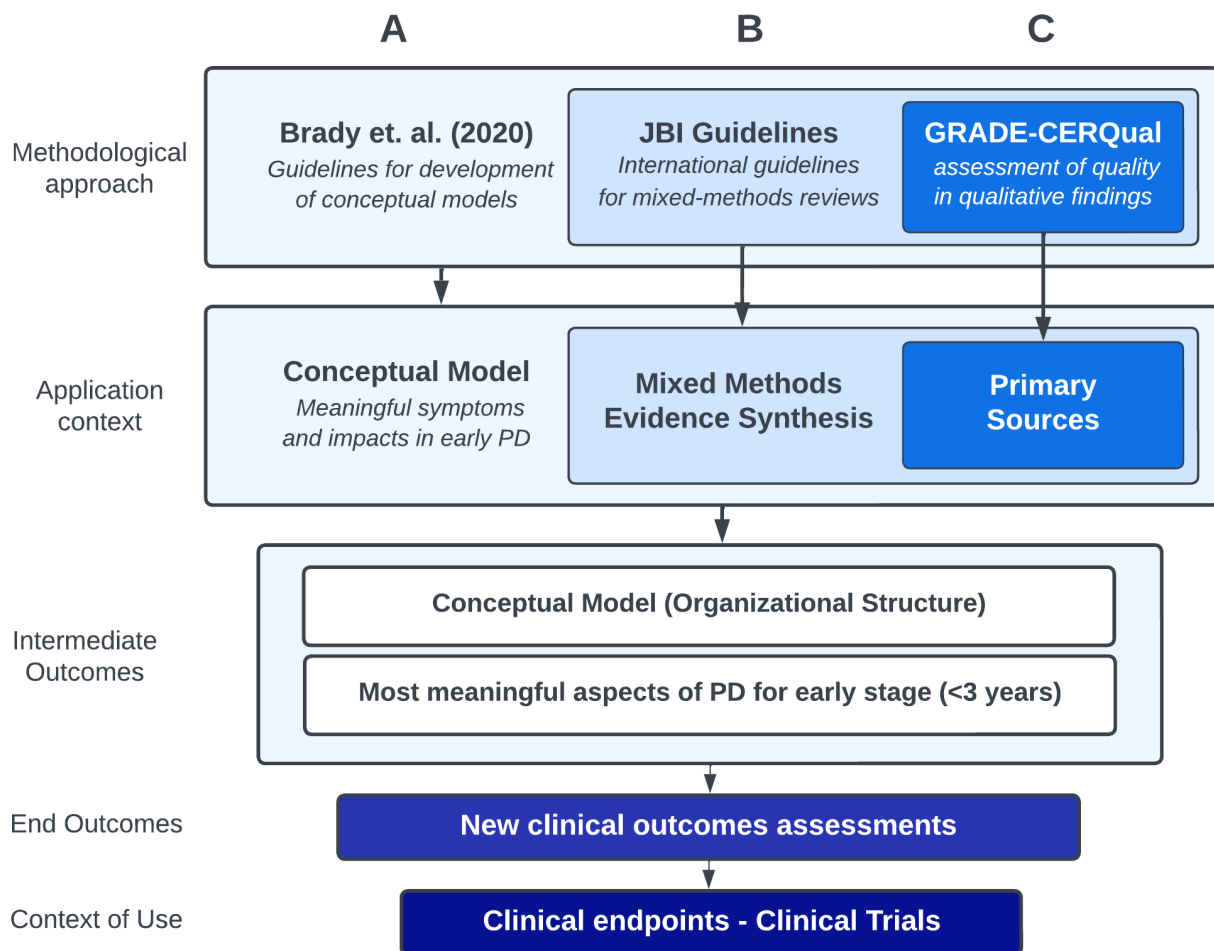 A
B
C
Methodological
approach
Brady et. al. (2020)
Guidelines for development
of conceptual models
JBI Guidelines
International guidelines
for mixed-methods reviews
GRADE-CERQual
assessment of quality
in qualitative findings
Application
context
Conceptual Model
Meaningful symptoms
and impacts in early PD
Mixed Methods
Evidence Synthesis
Primary
Sources
Intermediate
Outcomes
Conceptual Model (Organizational Structure)
Most meaningful aspects of PD for early stage (<3 years)
End Outcomes
New clinical outcomes assessments
Context of Use
Clinical endpoints - Clinical Trials